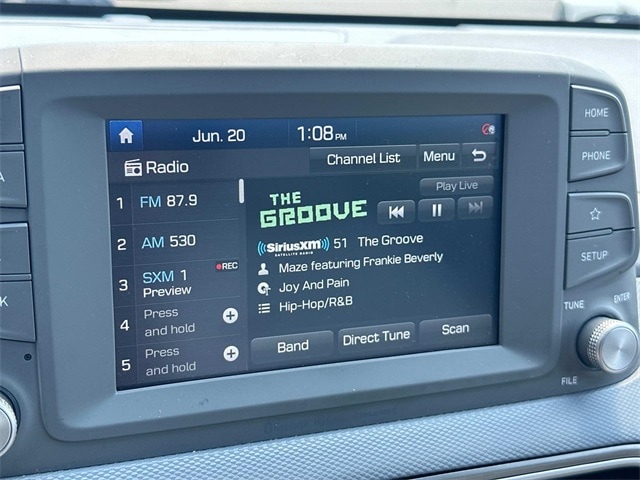 Jun. 20 1:08 PM
Radio
Channel List Menu
Play Live
1 FM 87.9
2 AM 530
3 SXM 1
REC
Preview
4 Press
and hold
5 Press
and hold
THE
GROOVE
SiriusXM 51 The Groove
SATELLITE RADIO
Maze featuring Frankie Beverly
Joy And Pain
Hip-Hop/R&B
Band Direct Tune Scan
HOME
PHONE
SETUP
TUNE
ENTER
FILE
A
K